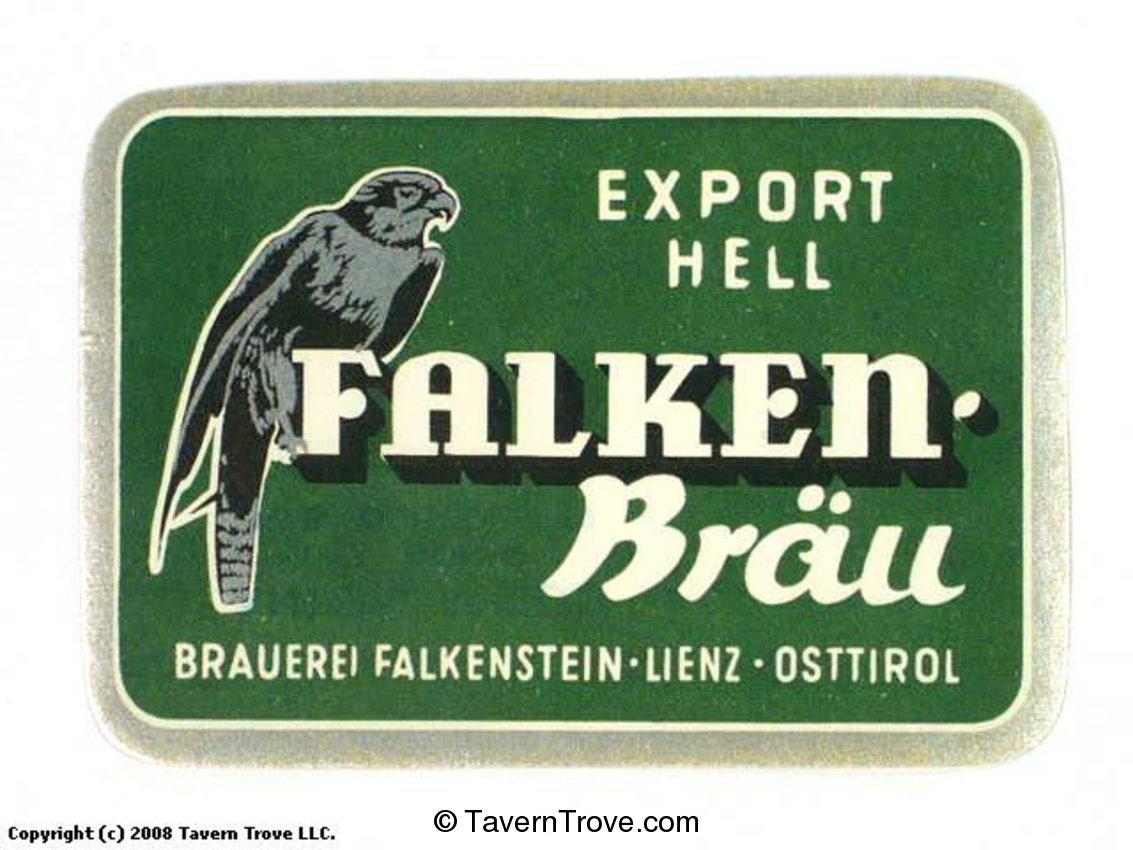 EXPORT
HELL
FALKEN-
Bräu
BRAUEREI FALKENSTEIN · LIENZ · OSTTIROL
Copyright (c) 2008 Tavern Trove LLC.
© TavernTrove.com